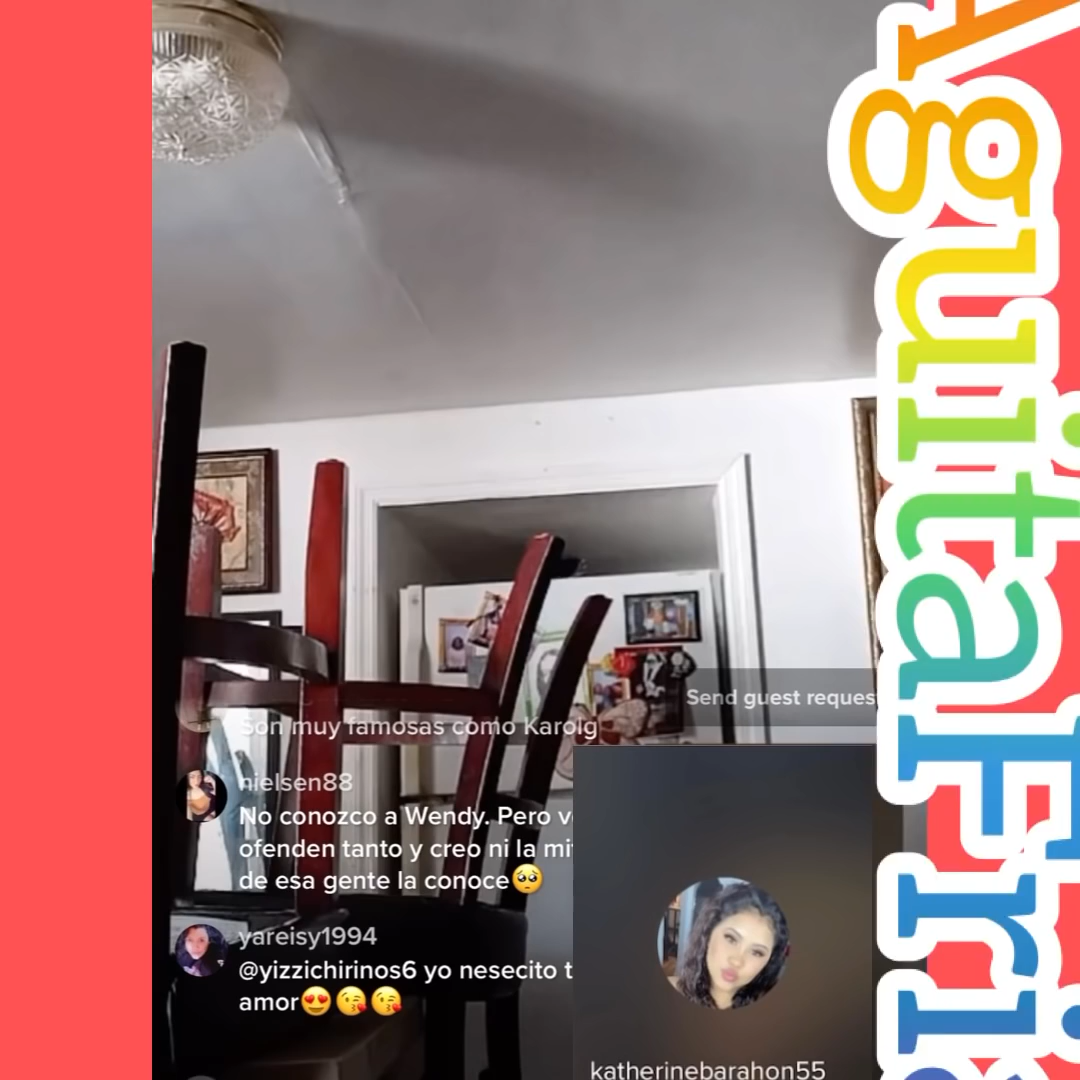 Send guest reques
Son muy famosas como Karolg
nielsen88
No conozco a Wendy. Pero v
ofenden tanto y creo ni la mi
de esa gente la conoce🥺
yareisy1994
@yizzichirinos6 yo nesecito t
amor😍😘😘
katherinebarahon55
AguitaFri